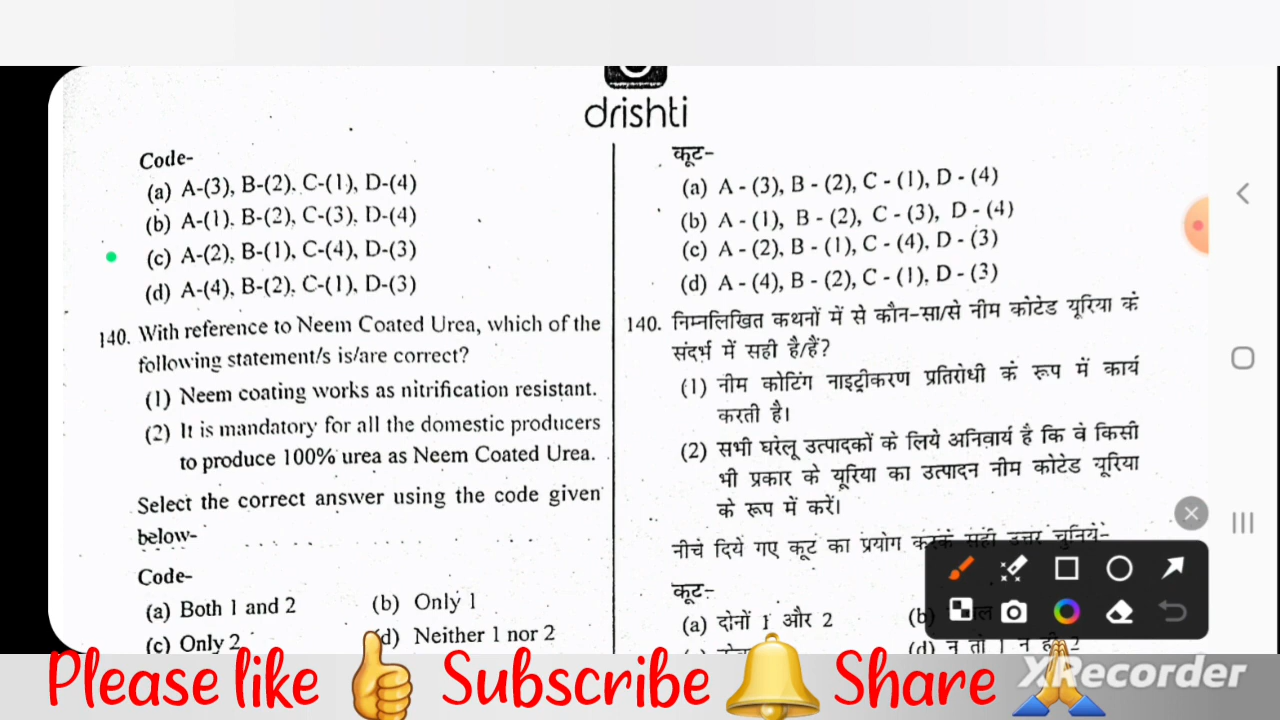 drishti
Code-
(a) A-(3), B-(2), C-(1), D-(4)
(b) A-(1), B-(2), C-(3), D-(4)
(c) A-(2), B-(1), C-(4), D-(3)
(d) A-(4), B-(2), C-(1), D-(3)
140. With reference to Neem Coated Urea, which of the
following statement/s is/are correct?
(1) Neem coating works as nitrification resistant.
(2) It is mandatory for all the domestic producers
to produce 100% urea as Neem Coated Urea.
Select the correct answer using the code given
below-
Code-
(a) Both 1 and 2 (b) Only 1
(c) Only 2 (d) Neither 1 nor 2
कूट-
(a) A - (3), B - (2), C - (1), D - (4)
(b) A - (1), B - (2), C - (3), D - (4)
(c) A - (2), B - (1), C - (4), D - (3)
(d) A - (4), B - (2), C - (1), D - (3)
140. निम्नलिखित कथनों में से कौन-सा/से नीम कोटेड यूरिया के
संदर्भ में सही है/हैं?
(1) नीम कोटिंग नाइट्रीकरण प्रतिरोधी के रूप में कार्य
करती है।
(2) सभी घरेलू उत्पादकों के लिये अनिवार्य है कि वे किसी
भी प्रकार के यूरिया का उत्पादन नीम कोटेड यूरिया
के रूप में करें।
नीचे दिये गए कूट का प्रयोग करके सही उत्तर चुनिये-
कूट-
(a) दोनों 1 और 2 (b)
(d) न तो 1 न ही 2
Please like Subscribe Share
XRecorder